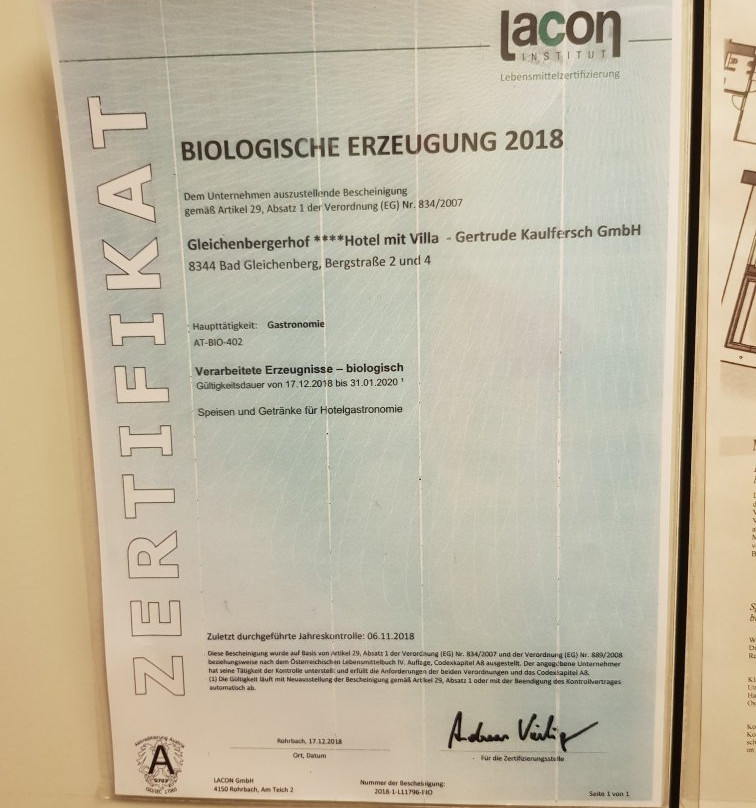 lacon
INSTITUT
Lebensmittelzertifizierung
ZERTIFIKAT
BIOLOGISCHE ERZEUGUNG 2018
Dem Unternehmen auszustellende Bescheinigung
gemäß Artikel 29, Absatz 1 der Verordnung (EG) Nr. 834/2007
Gleichenbergerhof ****Hotel mit Villa - Gertrude Kaulfersch GmbH
8344 Bad Gleichenberg, Bergstraße 2 und 4
Haupttätigkeit: Gastronomie
AT-BIO-402
Verarbeitete Erzeugnisse – biologisch
Gültigkeitsdauer von 17.12.2018 bis 31.01.2020 ¹
Speisen und Getränke für Hotelgastronomie
Zuletzt durchgeführte Jahreskontrolle: 06.11.2018
Diese Bescheinigung wurde auf Basis von Artikel 29, Absatz 1 der Verordnung (EG) Nr. 834/2007 und der Verordnung (EG) Nr. 889/2008
beziehungsweise nach dem Österreichischen Lebensmittelbuch IV. Auflage, Codexkapitel A8 ausgestellt. Der angegebene Unternehmer
hat seine Tätigkeit der Kontrolle unterstellt und erfüllt die Anforderungen der beiden Verordnungen und das Codexkapitel A8.
(1) Die Gültigkeit läuft mit Neuausstellung der Bescheinigung gemäß Artikel 29, Absatz 1 oder mit der Beendigung des Kontrollvertrages
automatisch ab.
Rohrbach, 17.12.2018
Ort, Datum
Für die Zertifizierungsstelle
A
LACON GmbH
4150 Rohrbach, Am Teich 2
Nummer der Bescheinigung:
Seite 1 von 1